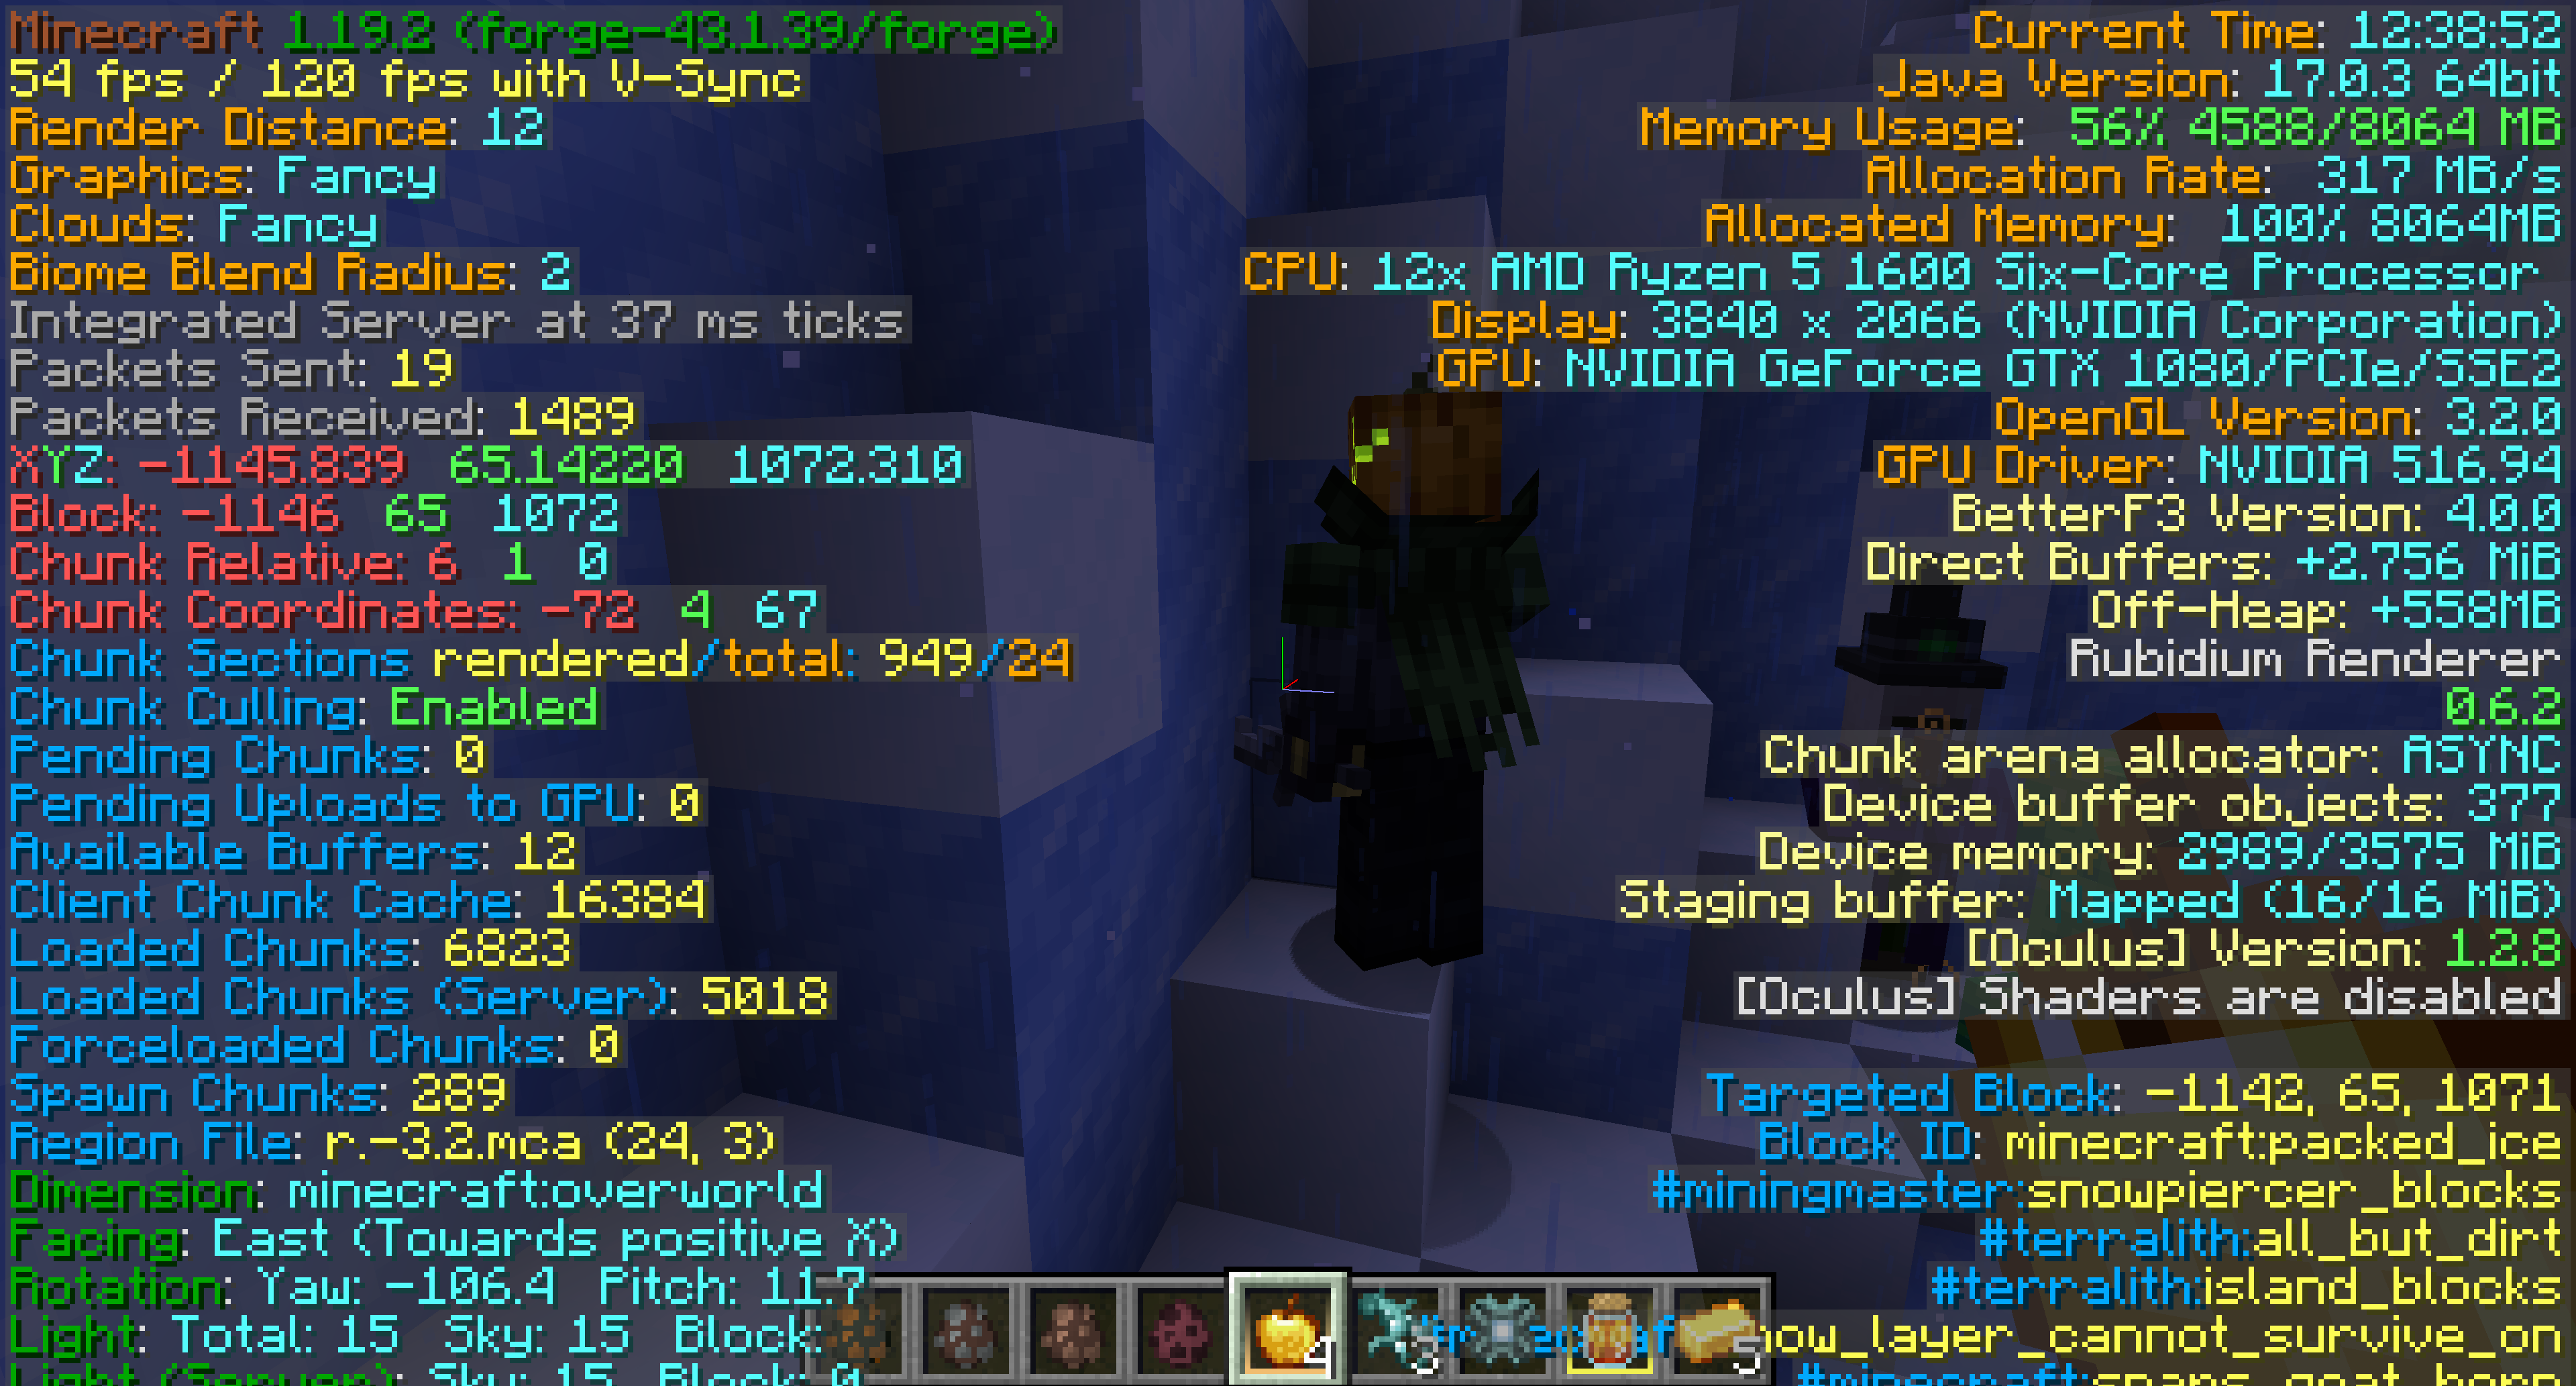 Minecraft 1.19.2 (forge-43.1.39/forge)
54 fps / 120 fps with V-Sync
Render Distance: 12
Graphics: Fancy
Clouds: Fancy
Biome Blend Radius: 2
Integrated Server at 37 ms ticks
Packets Sent: 19
Packets Received: 1489
XYZ: -1145.839 65.14220 1072.310
Block: -1146 65 1072
Chunk Relative: 6 1 0
Chunk Coordinates: -72 4 67
Chunk Sections rendered/total: 949/24
Chunk Culling: Enabled
Pending Chunks: 0
Pending Uploads to GPU: 0
Available Buffers: 12
Client Chunk Cache: 16384
Loaded Chunks: 6823
Loaded Chunks (Server): 5018
Forceloaded Chunks: 0
Spawn Chunks: 289
Region File: r.-3.2.mca (24, 3)
Dimension: minecraft:overworld
Facing: East (Towards positive X)
Rotation: Yaw: -106.4 Pitch: 11.7
Light: Total: 15 Sky: 15 Block:
Light (Server): Sky: 15 Block: 0
Current Time: 12:38:52
Java Version: 17.0.3 64bit
Memory Usage: 56% 4588/8064 MB
Allocation Rate: 317 MB/s
Allocated Memory: 100% 8064MB
CPU: 12x AMD Ryzen 5 1600 Six-Core Processor
Display: 3840 x 2066 (NVIDIA Corporation)
GPU: NVIDIA GeForce GTX 1080/PCIe/SSE2
OpenGL Version: 3.2.0
GPU Driver: NVIDIA 516.94
BetterF3 Version: 4.0.0
Direct Buffers: +2.756 MiB
Off-Heap: +558MB
Rubidium Renderer
0.6.2
Chunk arena allocator: ASYNC
Device buffer objects: 377
Device memory: 2989/3575 MiB
Staging buffer: Mapped (16/16 MiB)
[Oculus] Version: 1.2.8
[Oculus] Shaders are disabled
Targeted Block: -1142, 65, 1071
Block ID: minecraft:packed_ice
#miningmaster:snowpiercer_blocks
#terralith:all_but_dirt
#terralith:island_blocks
now_layer_cannot_survive_on
#minecraft:snaps_goat_horn
4
3
5